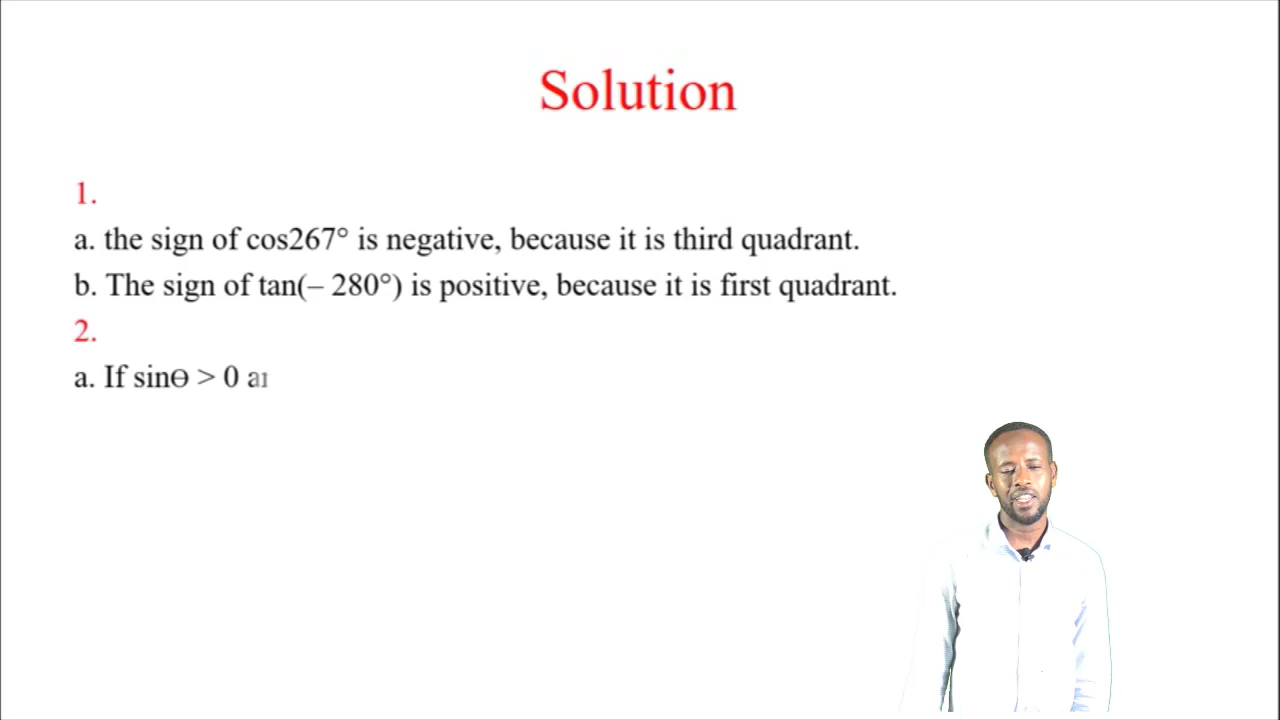 Solution
1.
a. the sign of cos267° is negative, because it is third quadrant.
b. The sign of tan(– 280°) is positive, because it is first quadrant.
2.
a. If sinɵ > 0